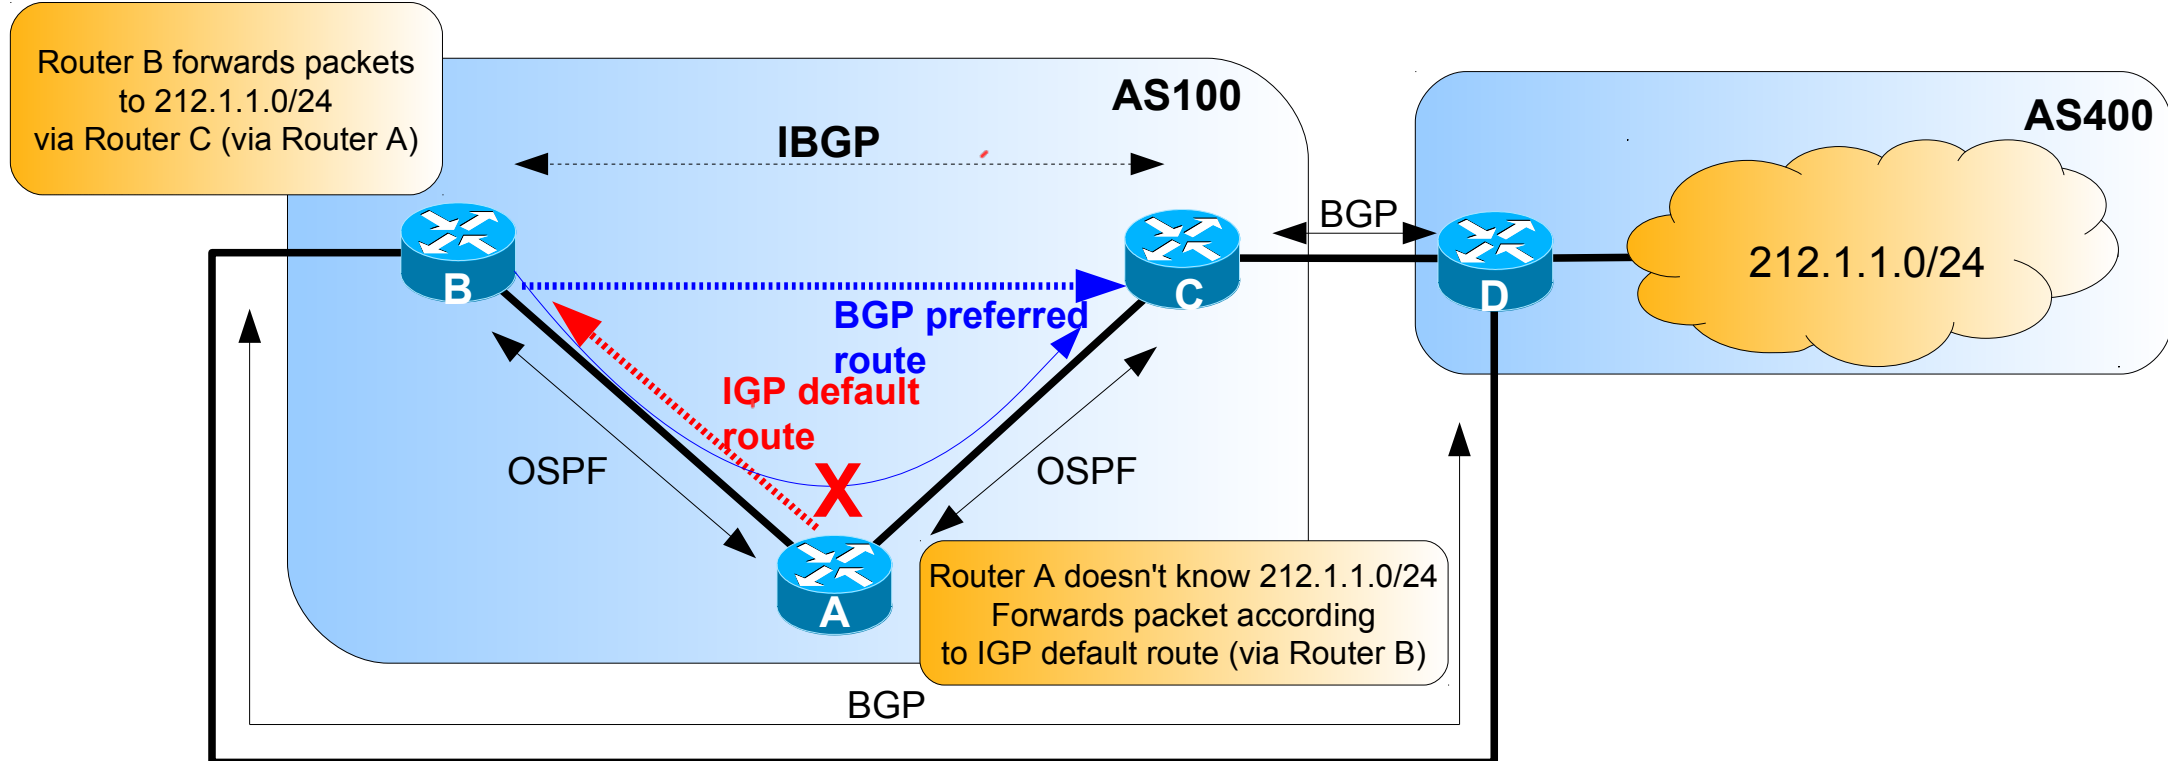 Router B forwards packets
to 212.1.1.0/24
via Router C (via Router A)
AS100
AS400
IBGP
BGP
B
C
D
212.1.1.0/24
BGP preferred
route
IGP default
route
OSPF
OSPF
X
A
Router A doesn't know 212.1.1.0/24
Forwards packet according
to IGP default route (via Router B)
BGP